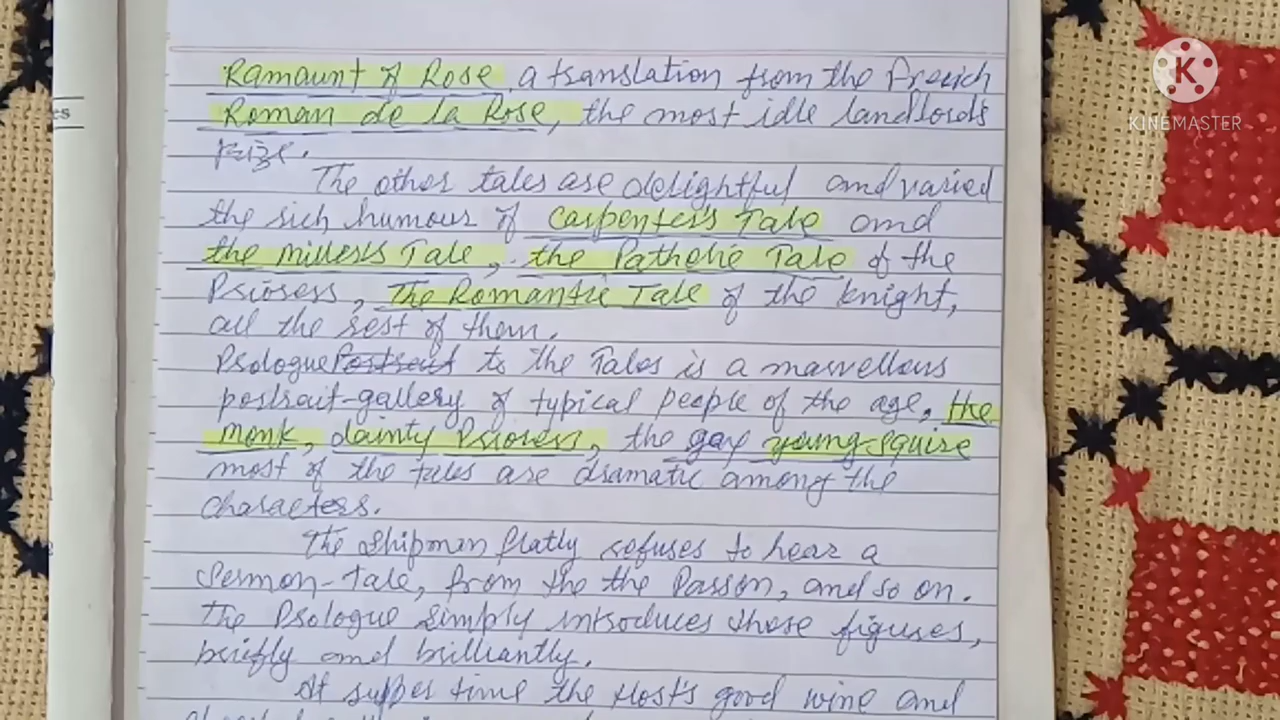 Ramaunt of Rose, a translation from the French
Roman de la Rose, the most idle landlords
The other tales are delightful and varied
the rich humour of Carpenter's Tale and
the miller's Tale, the Pathetic Tale of the
Prioress, The Romantic Tale of the knight,
all the rest of them.
Prologue Portrait to the Tales is a marvellous
portrait-gallery of typical people of the age, the
monk, dainty Prioress, the gay young squire
most of the tales are dramatic among the
characters.
The Shipman flatly refuses to hear a
Sermon-Tale, from the the Parson, and so on.
The Prologue simply introduces those figures,
briefly and brilliantly.
At supper time the Host's good wine and
es
KINEMASTER